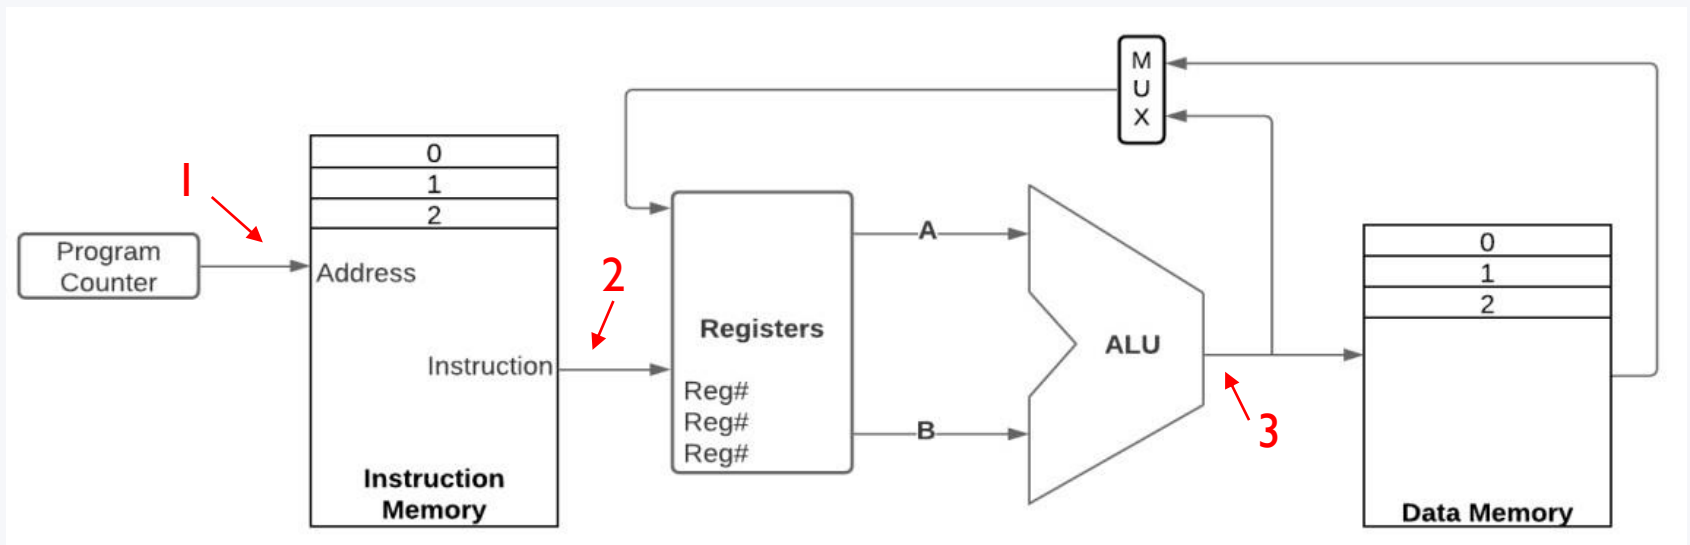 M
U
X
0
1
2
1
Program
Counter
Address
2
Instruction
Instruction
Memory
Registers
Reg#
Reg#
Reg#
A
B
ALU
3
0
1
2
Data Memory